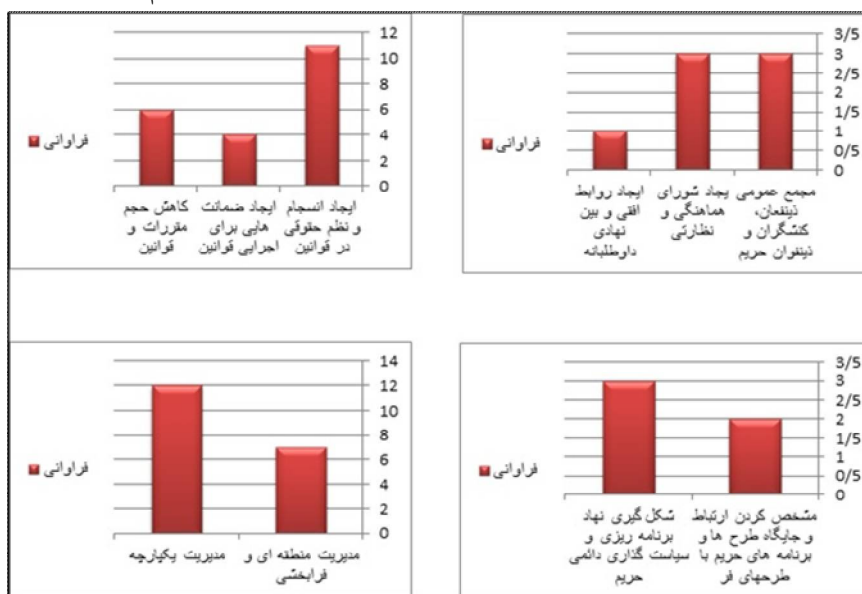 12
10
8
6
4
2
0
فراوانی
ایجاد انسجام
و نظم حقوقی
در قوانین
ایجاد ضمانت
هایی برای
اجرایی قوانین
کاهش حجم
مقررات و
قوانین
3/5
3
2/5
2
1/5
1
0/5
0
فراوانی
مجمع عمومی
ذینفعان،
کنشگران و
ذینفوان حریم
یجاد شورای
هماهنگی و
نظارتی
ایجاد روابط
افقی و بین
نهادی
داوطلبانه
14
12
10
8
6
4
2
0
فراوانی
مدیریت منطقه ای و
فرابخشی
مدیریت یکپارچه
3/5
3
2/5
2
1/5
1
0/5
0
فراوانی
مشخص کردن ارتباط
و جایگاه طرح ها و
برنامه های حریم با
طرحهای فر
شکل گیری نهاد
برنامه ریزی و
سیاست گذاری دائمی
حریم